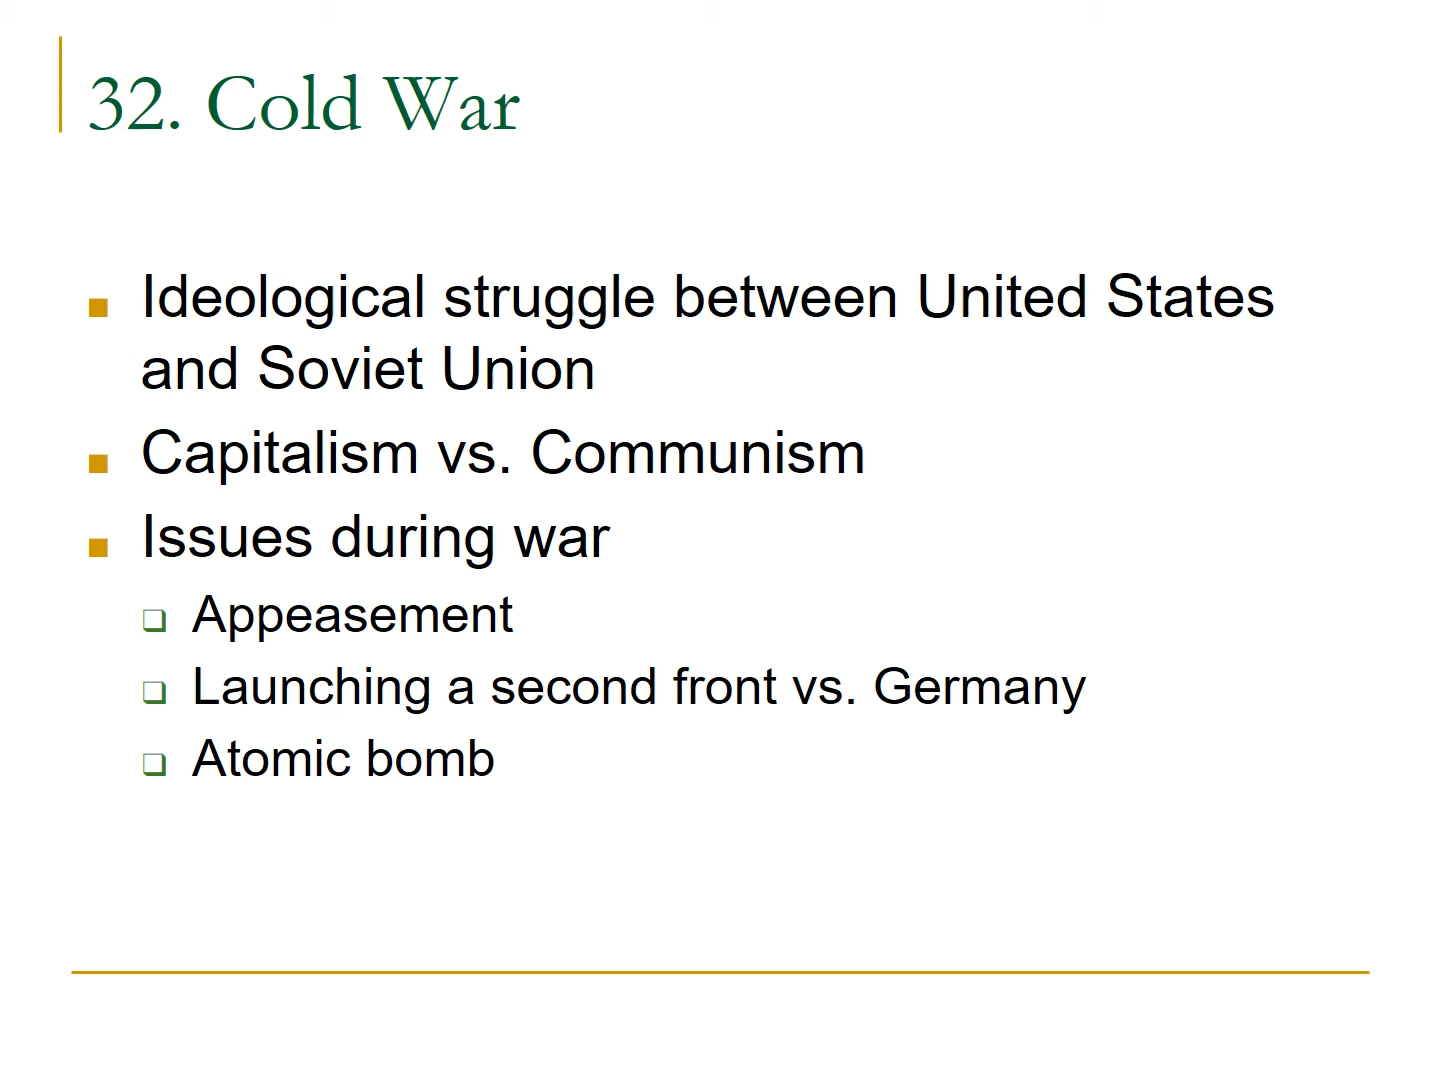 32. Cold War
■ Ideological struggle between United States
and Soviet Union
■ Capitalism vs. Communism
■ Issues during war
❑ Appeasement
❑ Launching a second front vs. Germany
❑ Atomic bomb